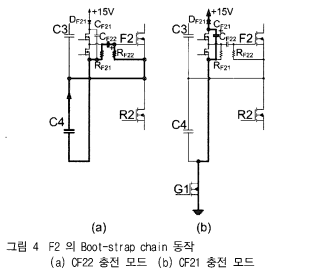 +15V
+15V
DF21
DF21
C3
CF21
CF22
F2
C3
CF21
CF22
F2
RF22
RF22
RF21
RF21
C4
R2
C4
R2
G1
(a)
(b)
그림 4 F2 의 Boot-strap chain 동작
(a) CF22 충전 모드 (b) CF21 충전 모드